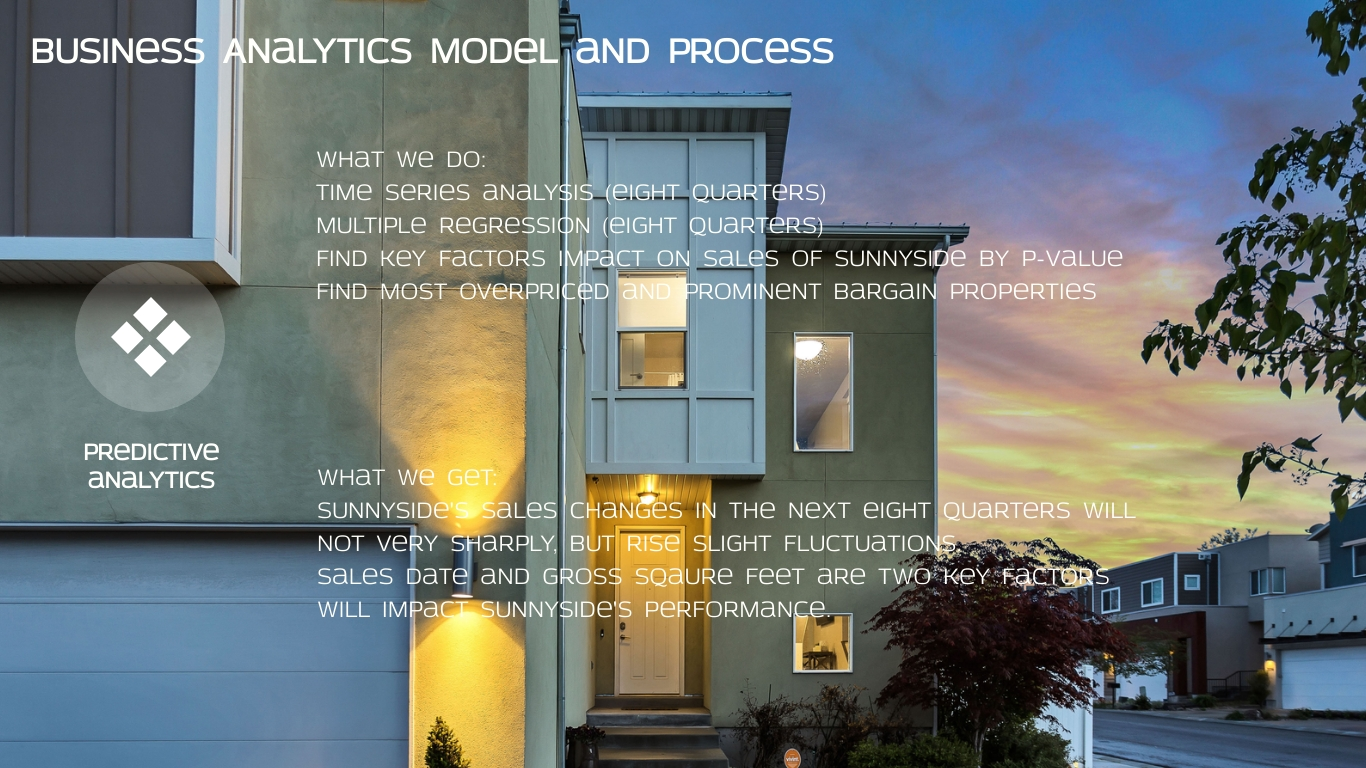 BUSINESS ANALYTICS MODEL AND PROCESS
WHAT WE DO:
TIME SERIES ANALYSIS (EIGHT QUARTERS)
MULTIPLE REGRESSION (EIGHT QUARTERS)
FIND KEY FACTORS IMPACT ON SALES OF SUNNYSIDE BY P-VALUE
FIND MOST OVERPRICED AND PROMINENT BARGAIN PROPERTIES
PREDICTIVE
ANALYTICS
WHAT WE GET:
SUNNYSIDE'S SALES CHANGES IN THE NEXT EIGHT QUARTERS WILL
NOT VERY SHARPLY, BUT RISE SLIGHT FLUCTUATIONS.
SALES DATE AND GROSS SQAURE FEET ARE TWO KEY FACTORS
WILL IMPACT SUNNYSIDE'S PERFORMANCE.
vivint